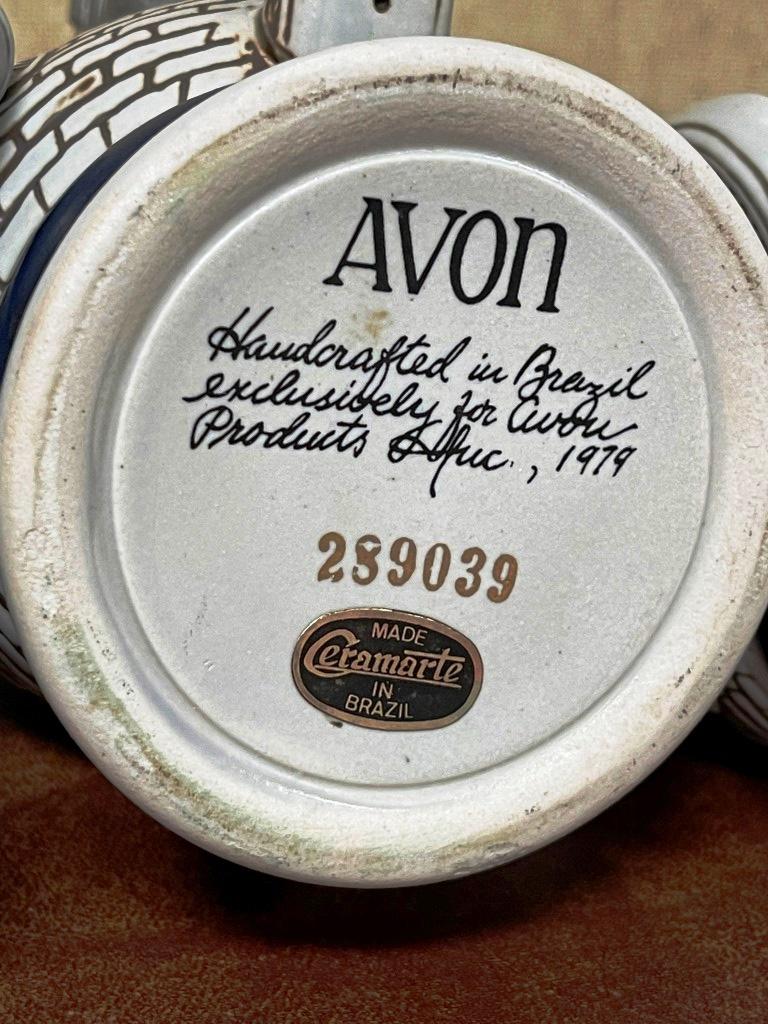 AVON
Handcrafted in Brazil
exclusively for Avon
Products Inc., 1979
289039
MADE
Ceramarte
IN
BRAZIL